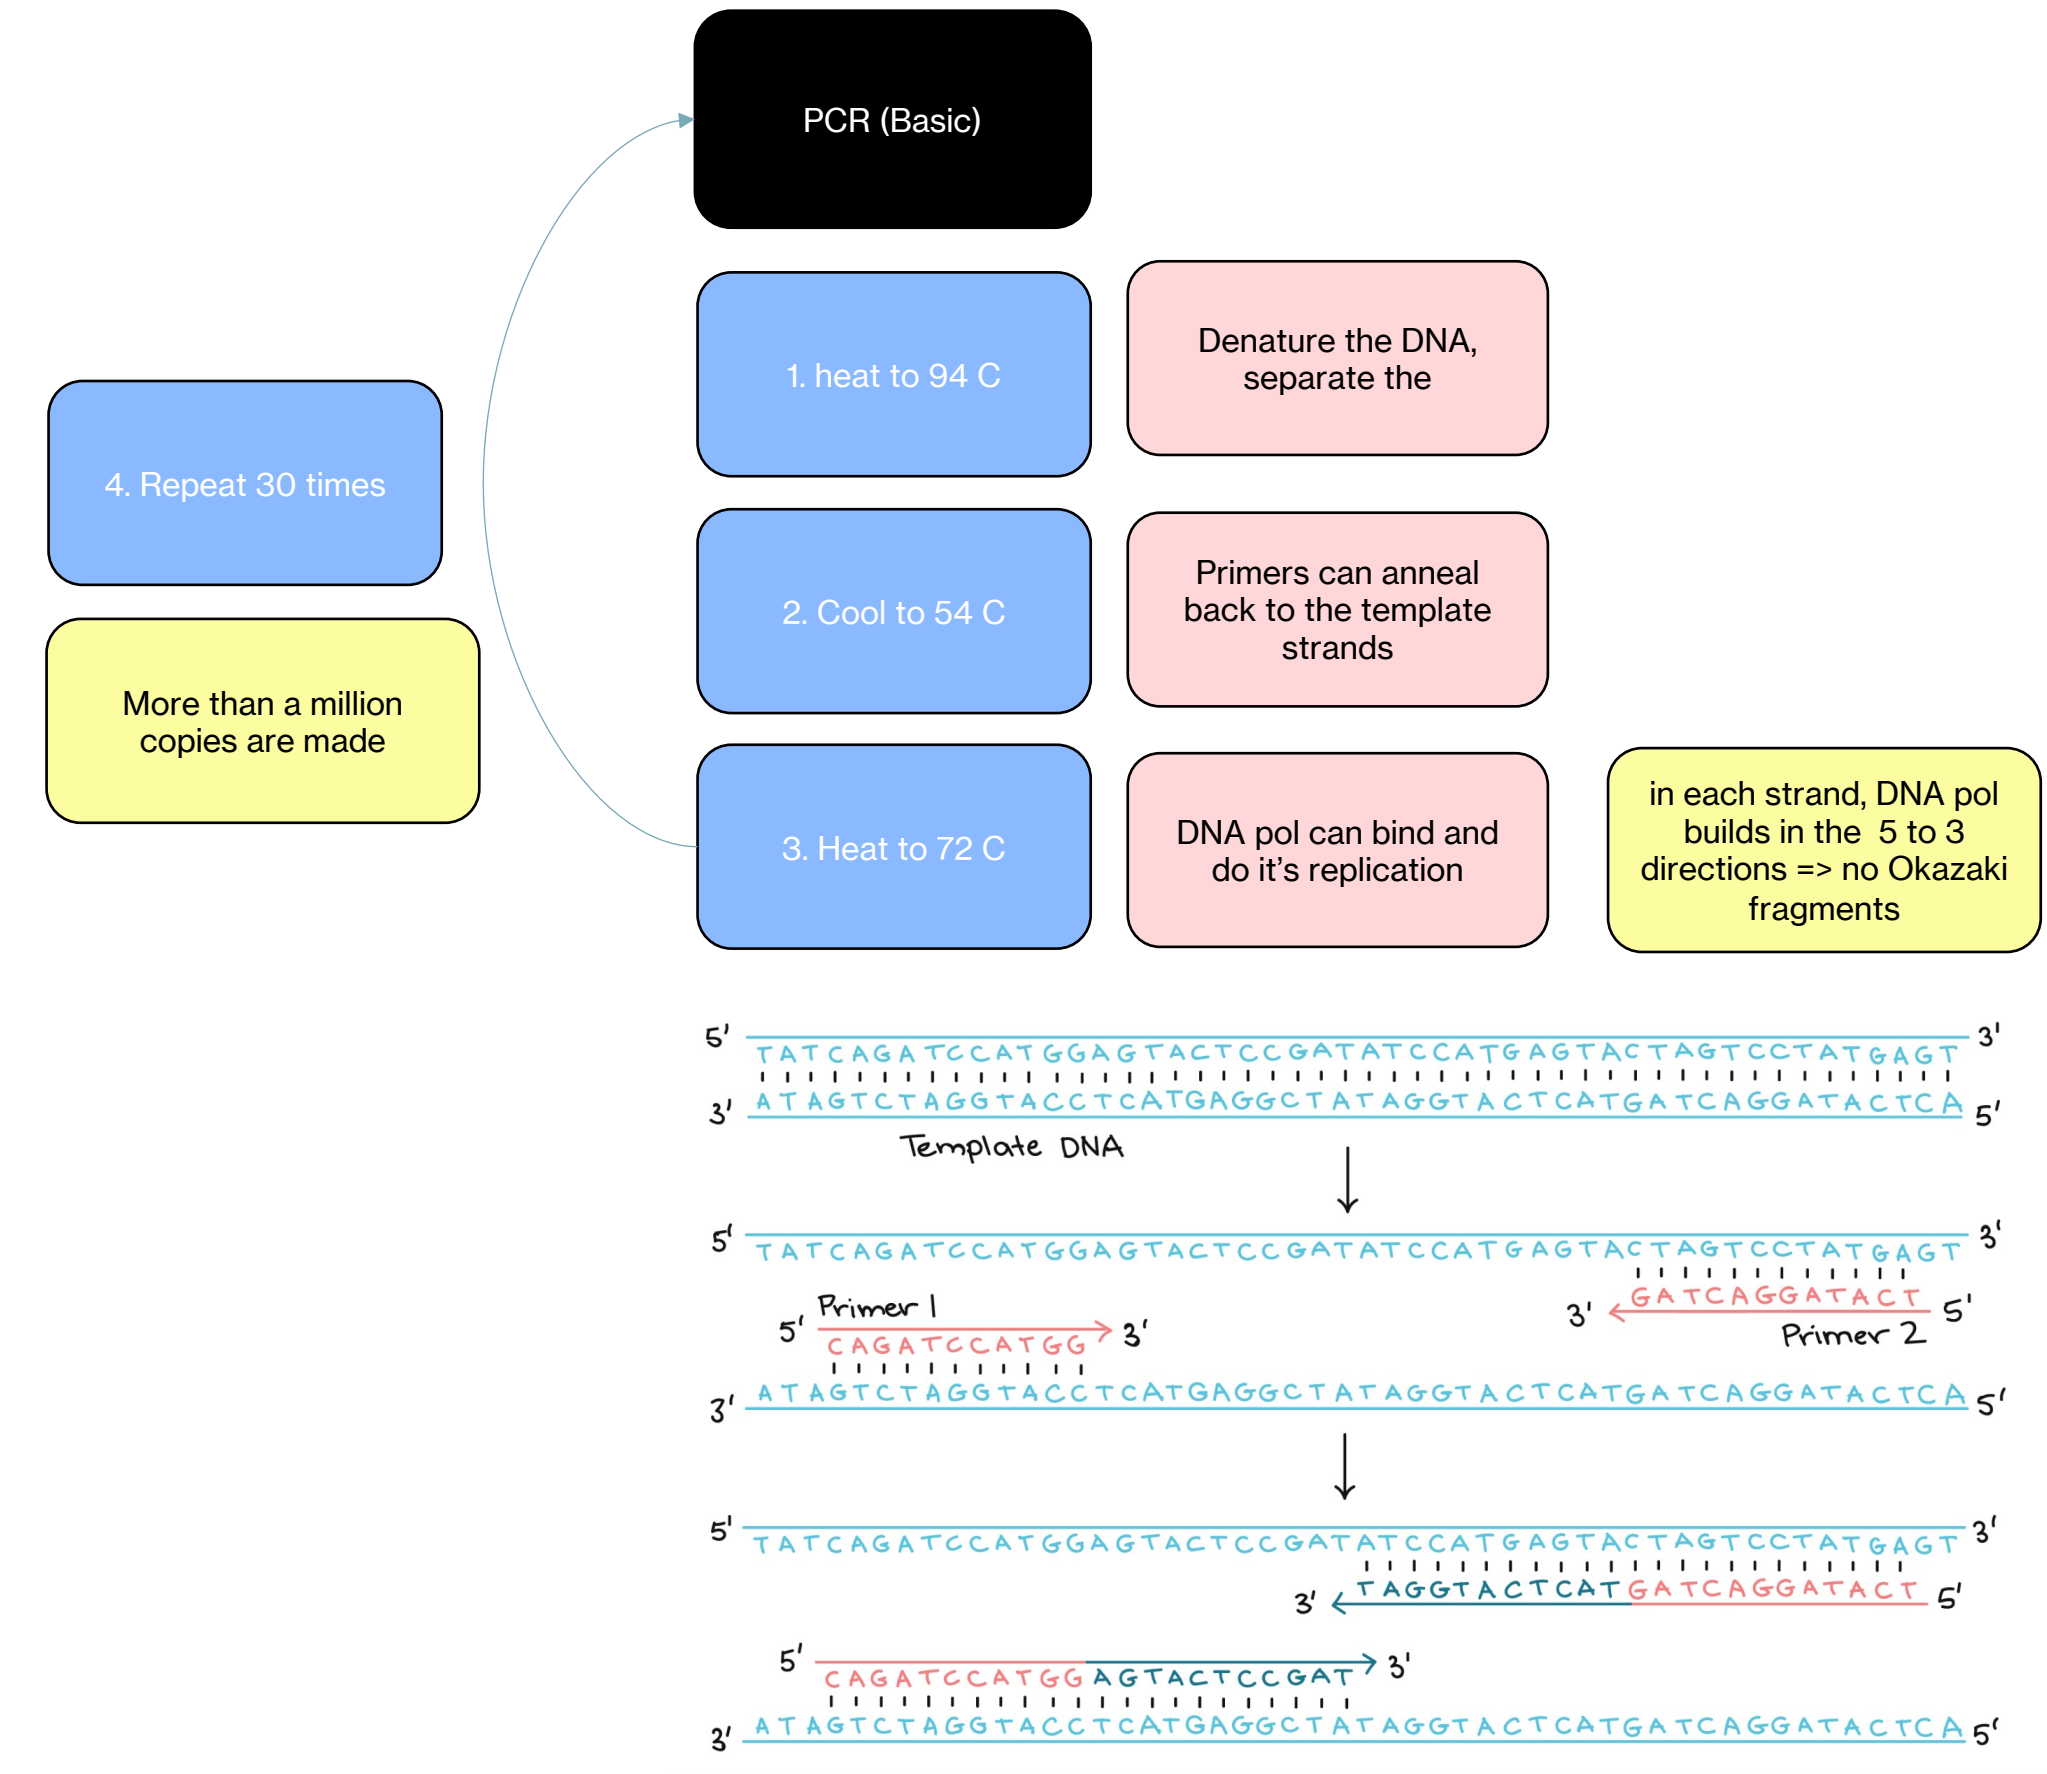 PCR (Basic)
1. heat to 94 C
Denature the DNA,
separate the
4. Repeat 30 times
2. Cool to 54 C
Primers can anneal
back to the template
strands
More than a million
copies are made
3. Heat to 72 C
DNA pol can bind and
do it’s replication
in each strand, DNA pol
builds in the  5 to 3
directions => no Okazaki
fragments
5' TATCAGATCCATGGAGTACTCCGATATCCATGAGTACTAGTCCTATGAGT 3'
3' ATAGTCTAGGTACCTCATGAGGCTATAGGTACTCATGATCAGGATACTCA 5'
Template DNA
5' TATCAGATCCATGGAGTACTCCGATATCCATGAGTACTAGTCCTATGAGT 3'
3' GATCAGGATACT 5'
Primer 2
Primer 1
5' CAGATCCATGG 3'
3' ATAGTCTAGGTACCTCATGAGGCTATAGGTACTCATGATCAGGATACTCA 5'
5' TATCAGATCCATGGAGTACTCCGATATCCATGAGTACTAGTCCTATGAGT 3'
3' TAGGTACTCATGATCAGGATACT 5'
5' CAGATCCATGGAGTACTCCGAT 3'
3' ATAGTCTAGGTACCTCATGAGGCTATAGGTACTCATGATCAGGATACTCA 5'